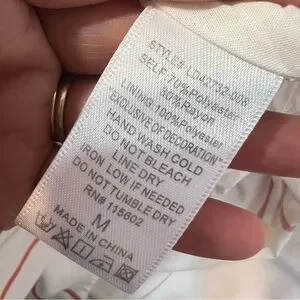 STYLE# LC42732-008
SELF: 70%Polyester
30%Rayon
LINING: 100%Polyester
"EXCLUSIVE OF DECORATION"
HAND WASH COLD
DO NOT BLEACH
LINE DRY
IRON LOW IF NEEDED
DO NOT TUMBLE DRY
RN# 115602
M
MADE IN CHINA